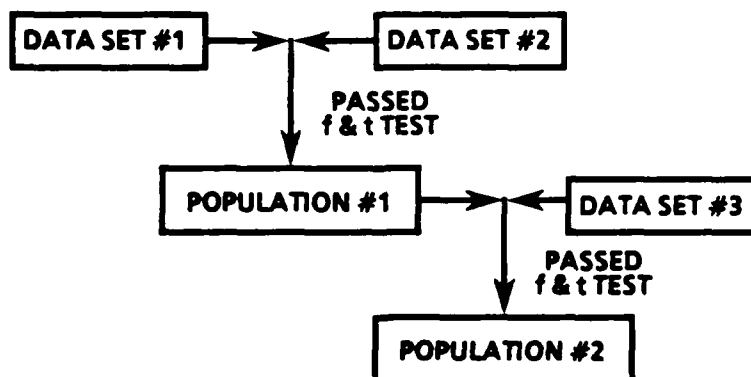 DATA SET #1
DATA SET #2
PASSED
f & t TEST
POPULATION #1
DATA SET #3
PASSED
f & t TEST
POPULATION #2